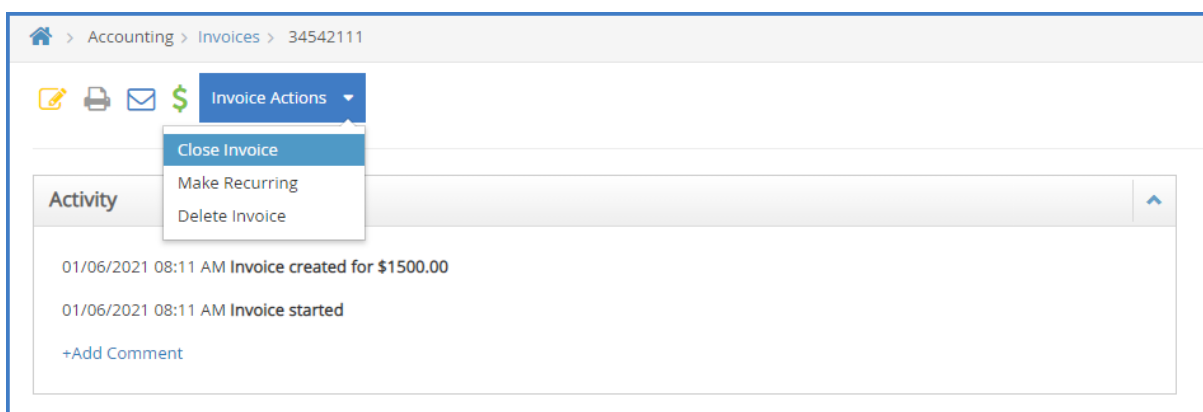 > Accounting > Invoices > 34542111
$ Invoice Actions
Close Invoice
Make Recurring
Delete Invoice
Activity
01/06/2021 08:11 AM Invoice created for $1500.00
01/06/2021 08:11 AM Invoice started
+Add Comment